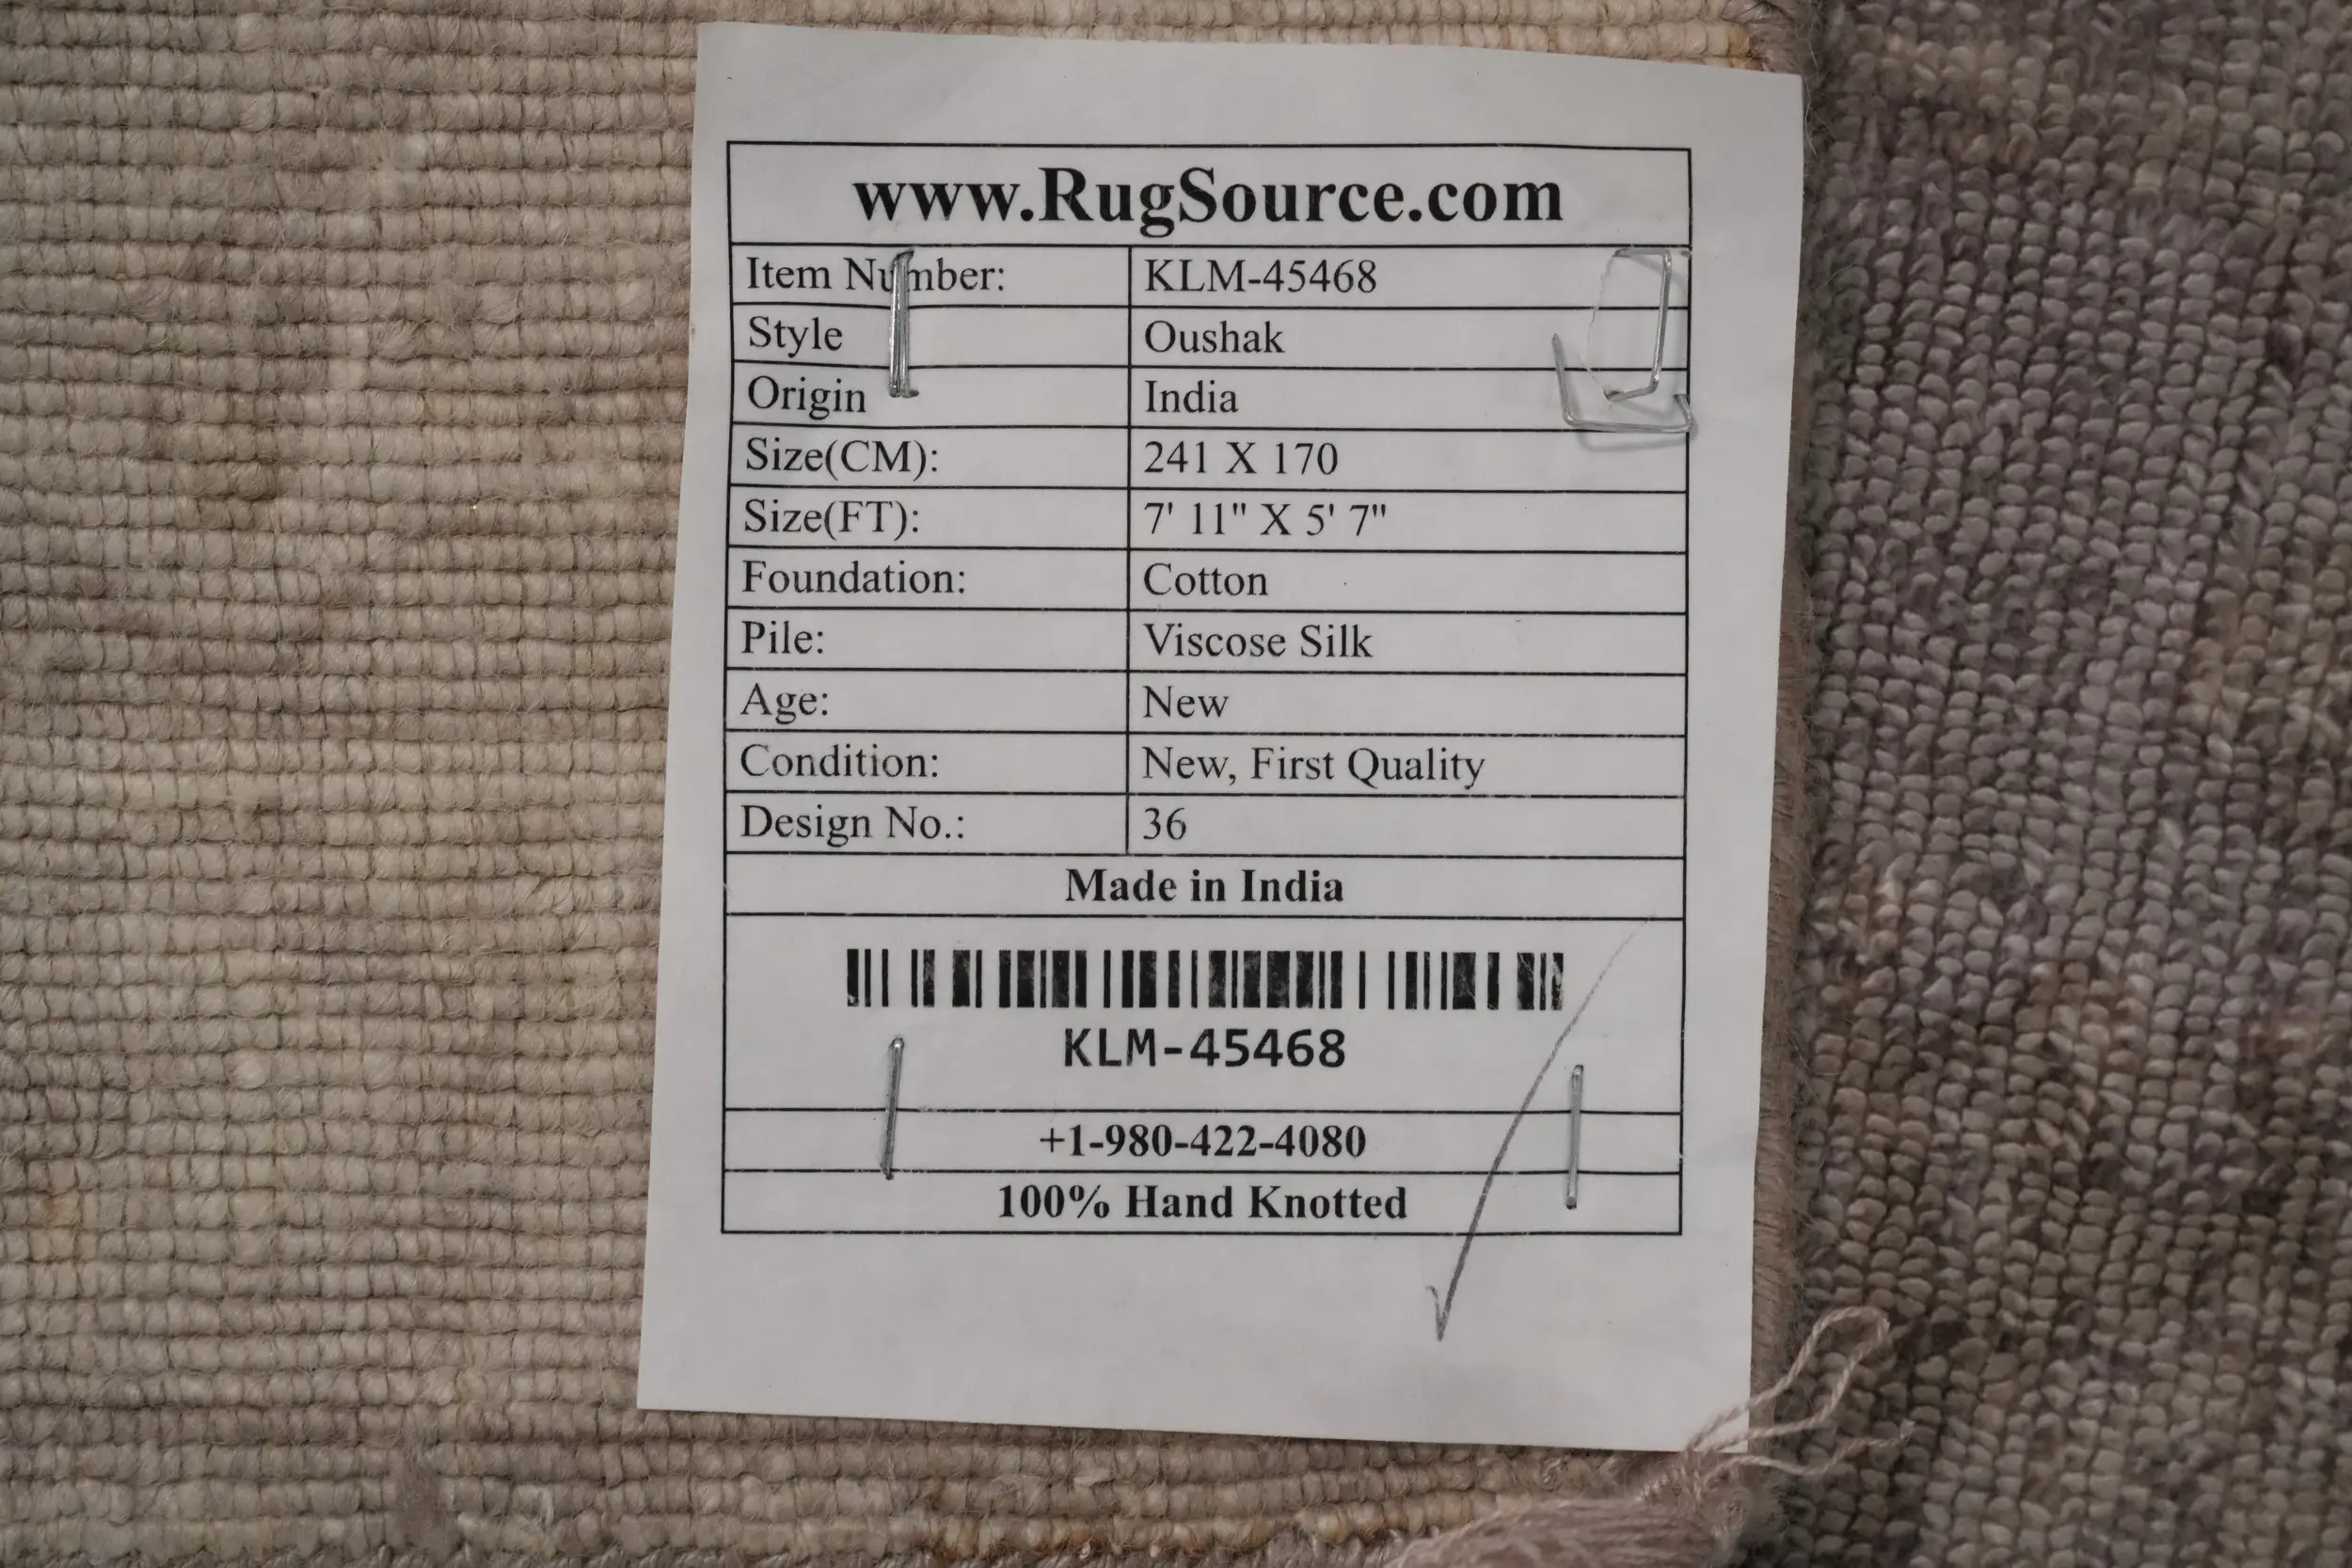 www.RugSource.com
Item Number: KLM-45468
Style Oushak
Origin India
Size(CM): 241 X 170
Size(FT): 7' 11" X 5' 7"
Foundation: Cotton
Pile: Viscose Silk
Age: New
Condition: New, First Quality
Design No.: 36
Made in India
KLM-45468
+1-980-422-4080
100% Hand Knotted